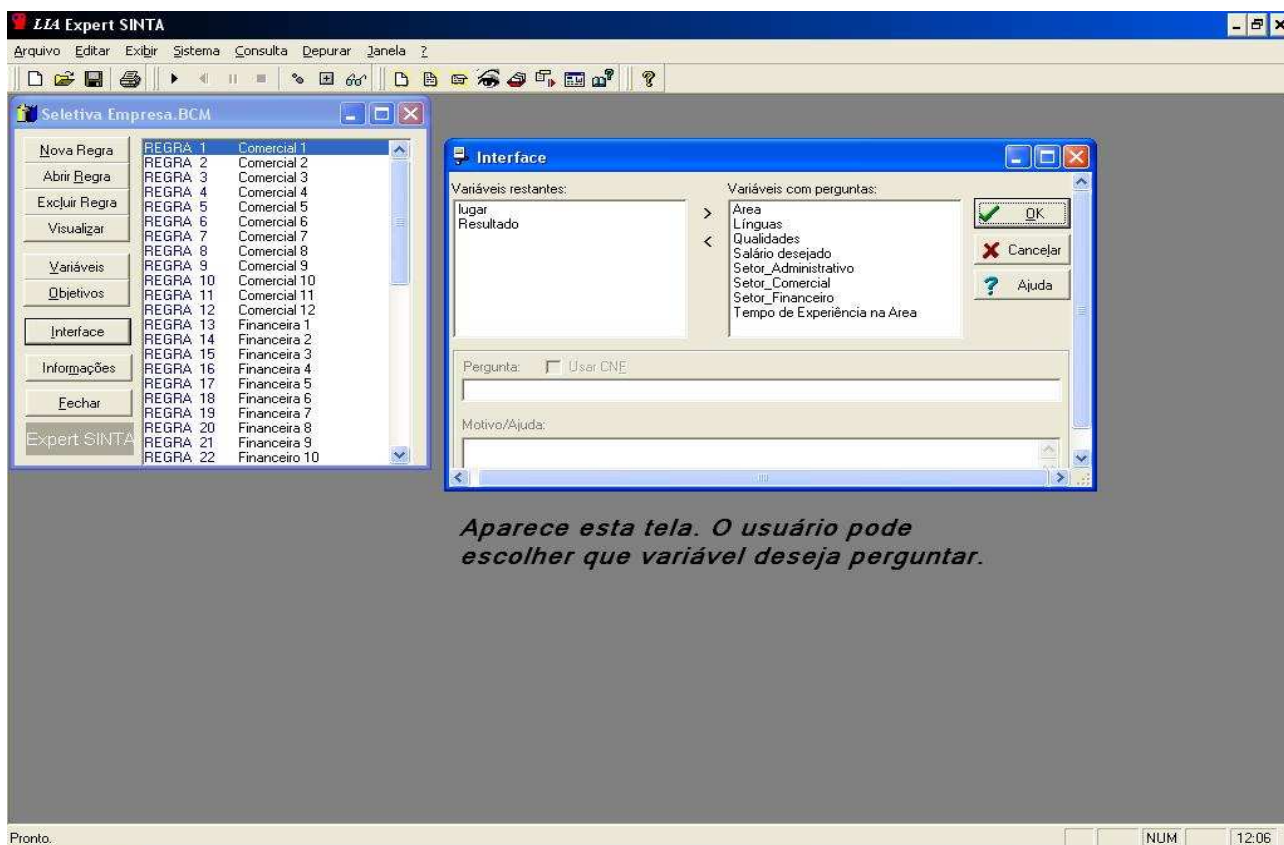 LIA Expert SINTA
Arquivo Editar Exibir Sistema Consulta Depurar Janela ?
Seletiva Empresa.BCM
Nova Regra
Abrir Regra
Excluir Regra
Visualizar
Variáveis
Objetivos
Interface
Informações
Fechar
Expert SINTA
REGRA 1 Comercial 1
REGRA 2 Comercial 2
REGRA 3 Comercial 3
REGRA 4 Comercial 4
REGRA 5 Comercial 5
REGRA 6 Comercial 6
REGRA 7 Comercial 7
REGRA 8 Comercial 8
REGRA 9 Comercial 9
REGRA 10 Comercial 10
REGRA 11 Comercial 11
REGRA 12 Comercial 12
REGRA 13 Financeira 1
REGRA 14 Financeira 2
REGRA 15 Financeira 3
REGRA 16 Financeira 4
REGRA 17 Financeira 5
REGRA 18 Financeira 6
REGRA 19 Financeira 7
REGRA 20 Financeira 8
REGRA 21 Financeira 9
REGRA 22 Financeiro 10
Interface
Variáveis restantes:
lugar
Resultado
>
<
Variáveis com perguntas:
Area
Línguas
Qualidades
Salário desejado
Setor_Administrativo
Setor_Comercial
Setor_Financeiro
Tempo de Experiência na Area
OK
Cancelar
Ajuda
Pergunta: Usar CNF
Motivo/Ajuda:
Aparece esta tela. O usuário pode
escolher que variável deseja perguntar.
Pronto. NUM 12:06